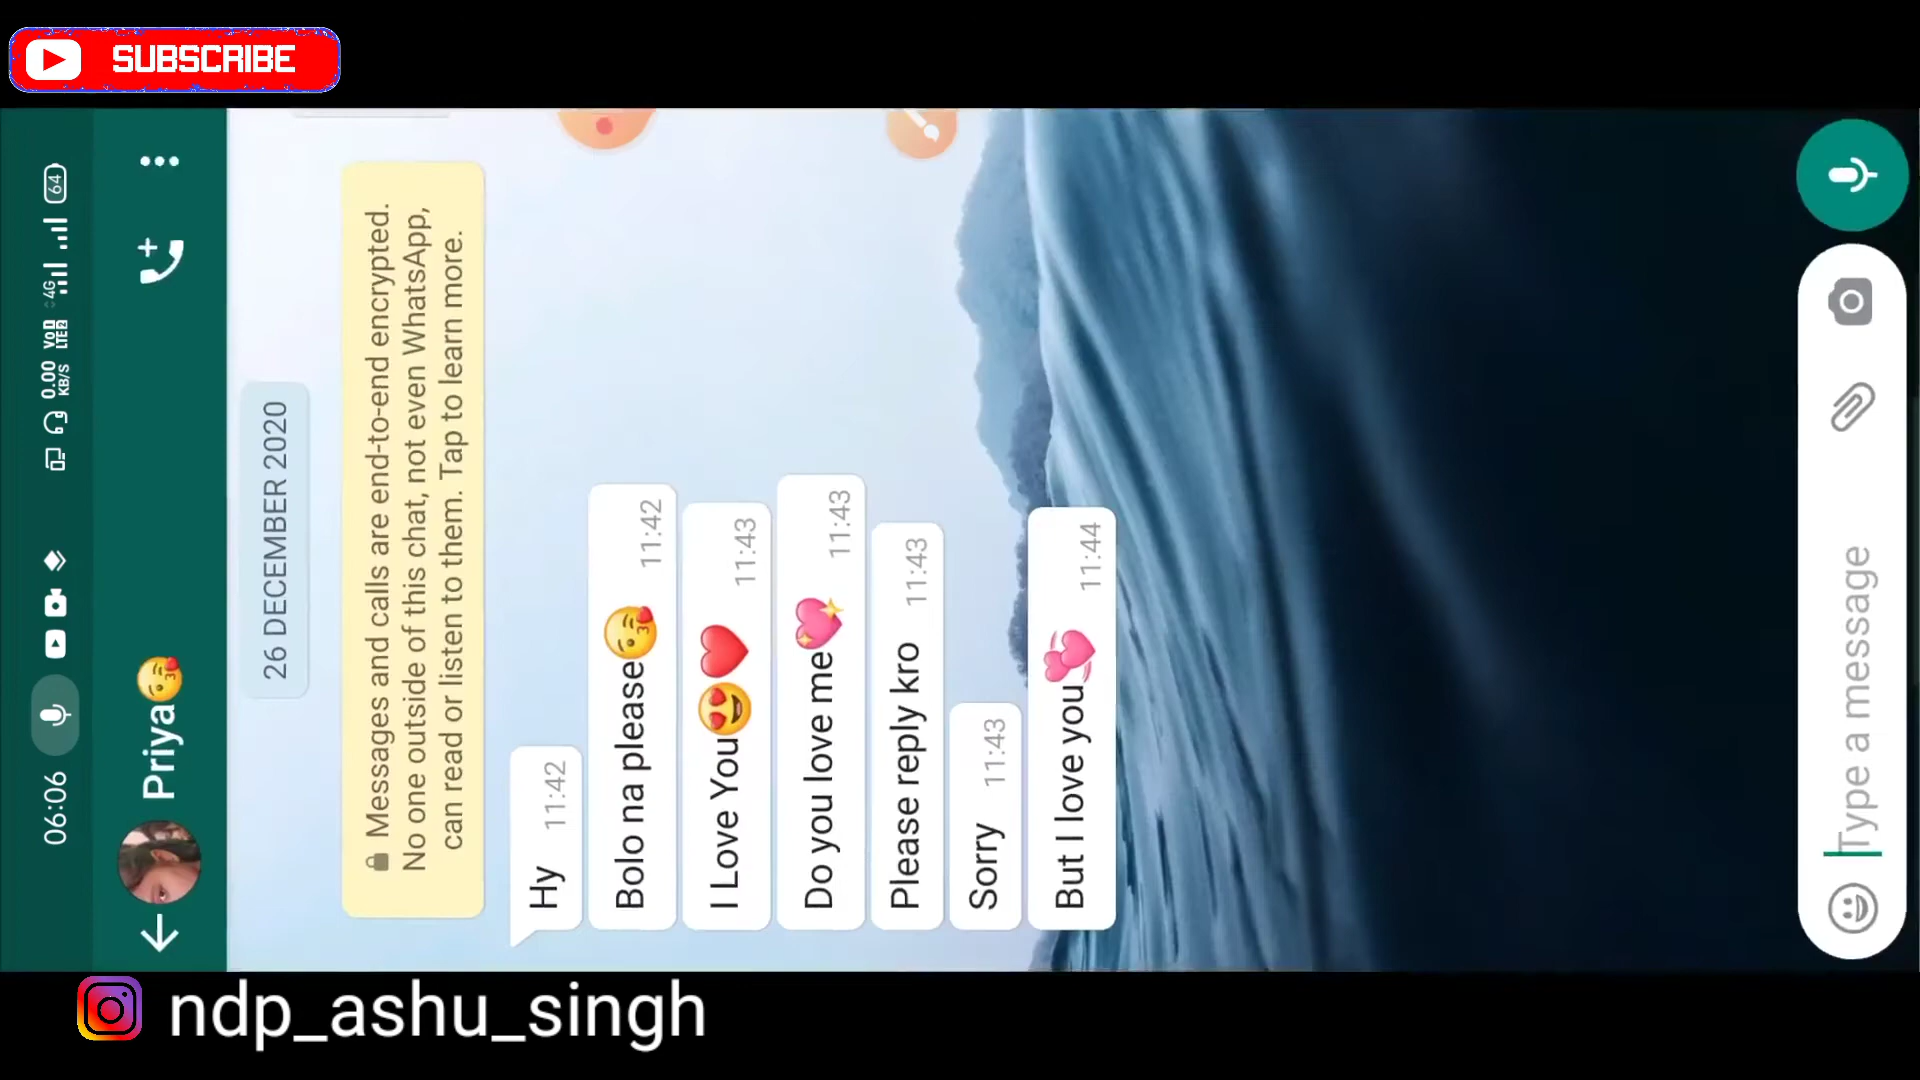 SUBSCRIBE
06:06
0.00 KB/S
VoD LTE2
4G
64
Priya😘
26 DECEMBER 2020
Messages and calls are end-to-end encrypted.
No one outside of this chat, not even WhatsApp,
can read or listen to them. Tap to learn more.
Hy 11:42
Bolo na please😘 11:42
I Love You😍❤️ 11:43
Do you love me💖 11:43
Please reply kro 11:43
Sorry 11:43
But I love you💞 11:44
Type a message
ndp_ashu_singh